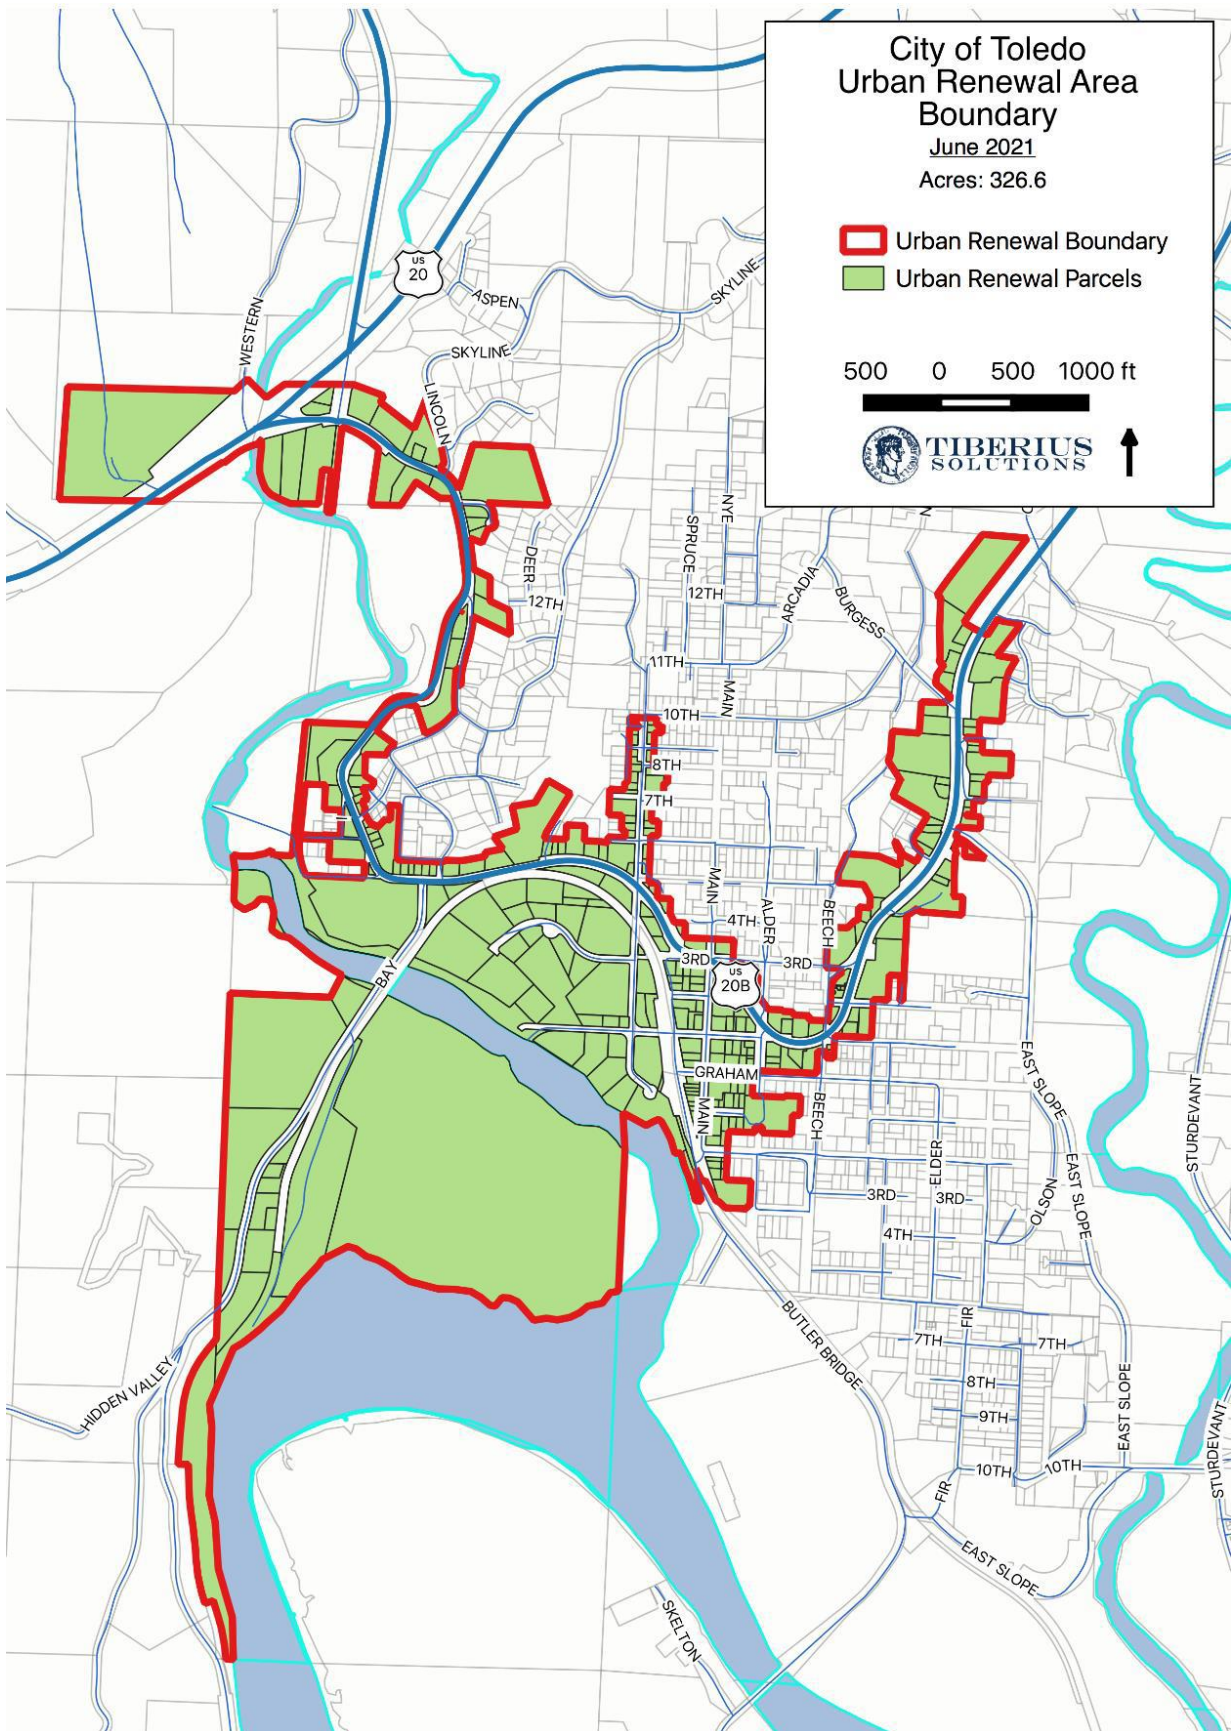 City of Toledo
Urban Renewal Area
Boundary
June 2021
Acres: 326.6
Urban Renewal Boundary
Urban Renewal Parcels
500 0 500 1000 ft
TIBERIUS
SOLUTIONS
US
20
WESTERN
ASPEN
SKYLINE
SKYLINE
LINCOLN
NYE
SPRUCE
DEER
12TH
12TH
ARCADIA
BURGESS
11TH
MAIN
10TH
8TH
7TH
MAIN
ALDER
BEECH
4TH
3RD
3RD
US
20B
BAY
GRAHAM
MAIN
BEECH
EAST SLOPE
EAST SLOPE
STURDEVANT
ELDER
OLSON
3RD
3RD
4TH
FIR
BUTLER BRIDGE
7TH
7TH
HIDDEN VALLEY
8TH
9TH
EAST SLOPE
STURDEVANT
10TH
10TH
FIR
EAST SLOPE
SKELTON